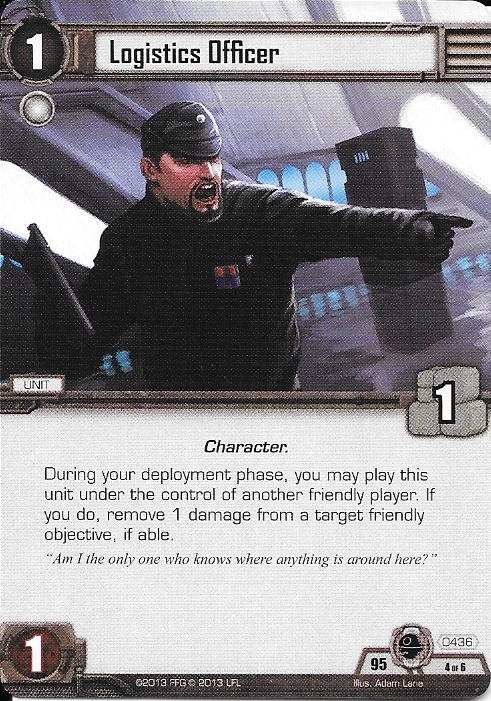 1
Logistics Officer
UNIT
1
Character.
During your deployment phase, you may play this
unit under the control of another friendly player. If
you do, remove 1 damage from a target friendly
objective, if able.
“Am I the only one who knows where anything is around here?”
1
95
0436
4 OF 6
©2013 FFG © 2013 LFL
Illus. Adam Lane